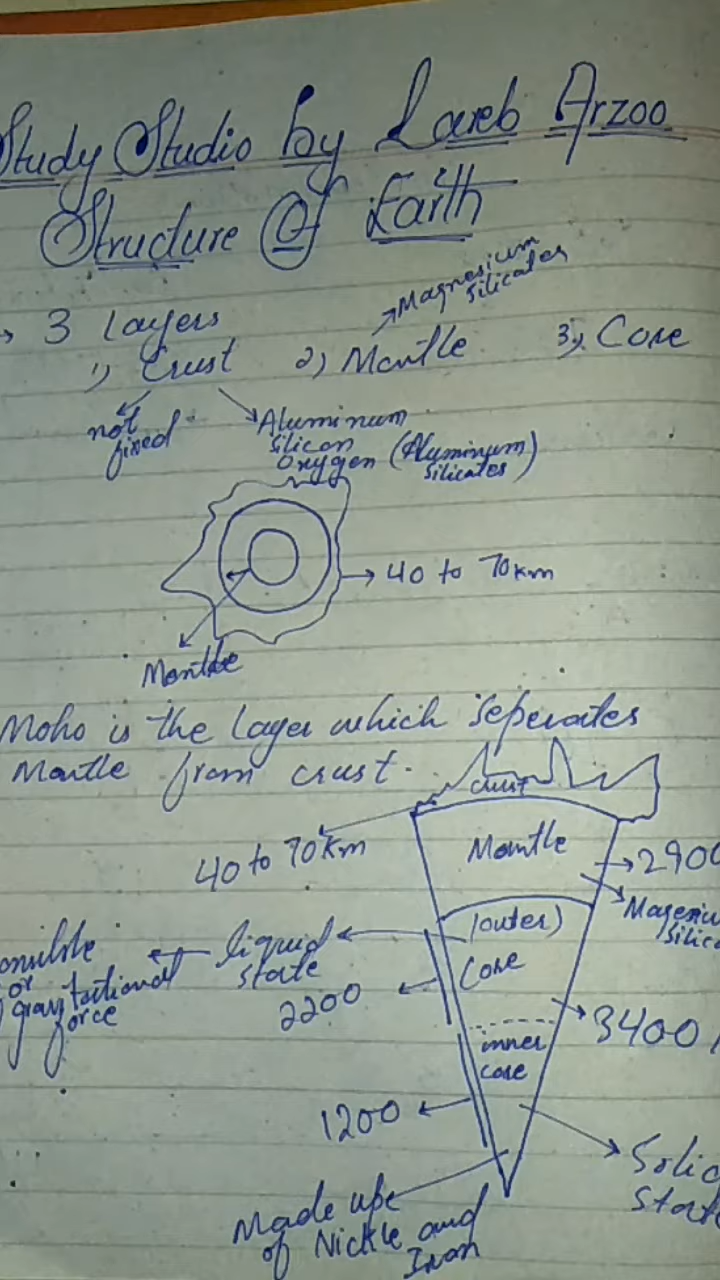 Study Studio by Lareb Arzoo
Structure Of Earth
Magnesium
silicates
3 Layers
1) Crust 2) Mantle 3) Core
not
fixed
Aluminum
Silicon
Oxygen (Aluminum)
silicates
40 to 70km
Mantle
Moho is the layer which seperates
Mantle from crust.
crust
40 to 70km
Mantle
2900
(outer)
Core
liquid
state
gravitational
force
2200
3400
inner
core
1200
Solid
State
Made up
of Nickle and
Iron